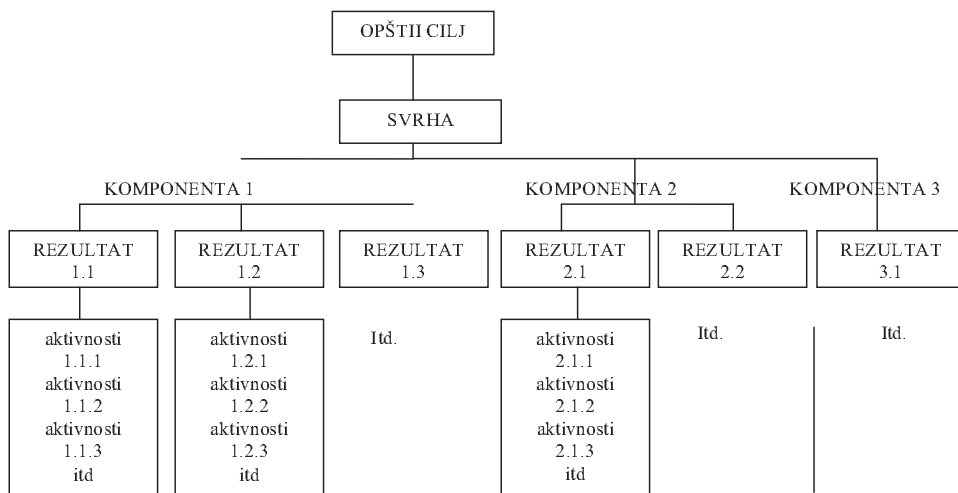 OPŠTII CILJ
SVRHA
KOMPONENTA 1
KOMPONENTA 2
KOMPONENTA 3
REZULTAT
1.1
REZULTAT
1.2
REZULTAT
1.3
REZULTAT
2.1
REZULTAT
2.2
REZULTAT
3.1
aktivnosti
1.1.1
aktivnosti
1.1.2
aktivnosti
1.1.3
itd
aktivnosti
1.2.1
aktivnosti
1.2.2
aktivnosti
1.2.3
itd
Itd.
aktivnosti
2.1.1
aktivnosti
2.1.2
aktivnosti
2.1.3
itd
Itd.
Itd.